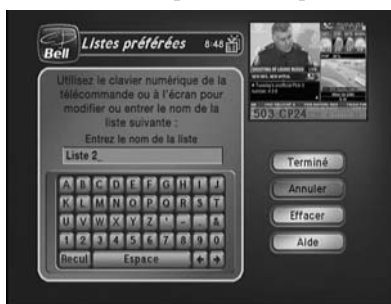 Bell
Listes préférées 8:48
Utilisez le clavier numérique de la
télécommande ou à l'écran pour
modifier ou entrer le nom de la
liste suivante :
Entrez le nom de la liste
Liste 2_
A B C D E F G H I J
K L M N O P Q R S T
U V W X Y Z ' - . &
1 2 3 4 5 6 7 8 9 0
Recul Espace
503 CP24
Terminé
Annuler
Effacer
Aide